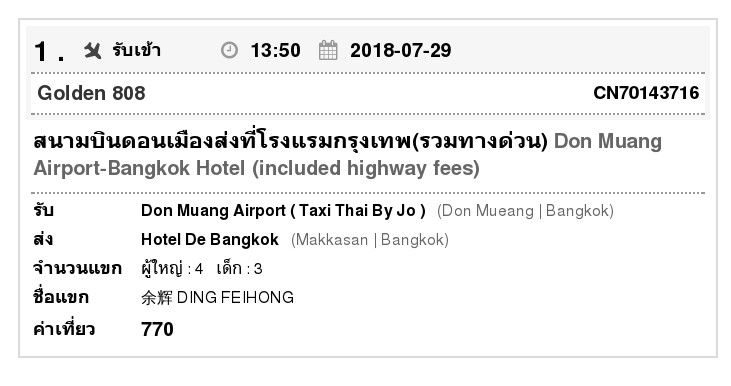 1. รับเข้า 13:50 2018-07-29
Golden 808 CN70143716
สนามบินดอนเมืองส่งที่โรงแรมกรุงเทพ(รวมทางด่วน) Don Muang
Airport-Bangkok Hotel (included highway fees)
รับ Don Muang Airport ( Taxi Thai By Jo ) (Don Mueang | Bangkok)
ส่ง Hotel De Bangkok (Makkasan | Bangkok)
จำนวนแขก ผู้ใหญ่ : 4 เด็ก : 3
ชื่อแขก 余辉 DING FEIHONG
ค่าเที่ยว 770